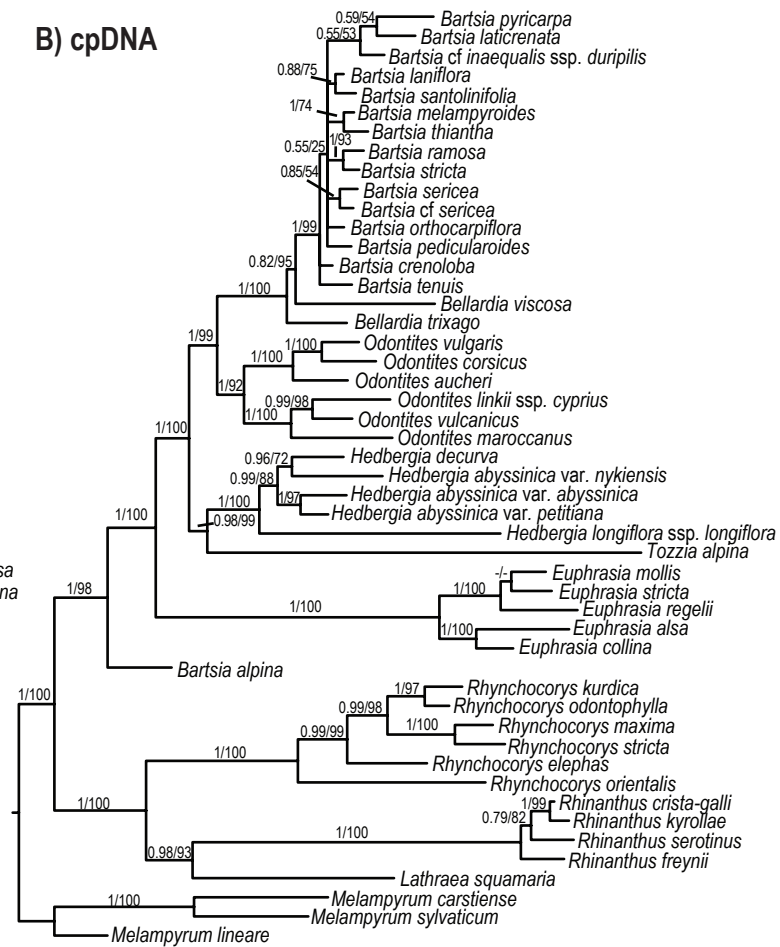 B) cpDNA
0.59/54
Bartsia pyricarpa
0.55/53
Bartsia laticrenata
Bartsia cf inaequalis ssp. duripilis
0.88/75
Bartsia laniflora
Bartsia santolinifolia
1/74
Bartsia melampyroides
Bartsia thiantha
1/93
0.55/25
Bartsia ramosa
Bartsia stricta
0.85/54
Bartsia sericea
Bartsia cf sericea
1/99
Bartsia orthocarpiflora
Bartsia pedicularoides
0.82/95
Bartsia crenoloba
Bartsia tenuis
1/100
Bellardia viscosa
Bellardia trixago
1/99
1/100
1/100
Odontites vulgaris
Odontites corsicus
Odontites aucheri
1/92
0.99/98
Odontites linkii ssp. cyprius
1/100
Odontites vulcanicus
1/100
Odontites maroccanus
0.96/72
Hedbergia decurva
0.99/88
Hedbergia abyssinica var. nykiensis
1/97
Hedbergia abyssinica var. abyssinica
1/100
Hedbergia abyssinica var. petitiana
0.98/99
1/100
Hedbergia longiflora ssp. longiflora
Tozzia alpina
sa
na
-/-
Euphrasia mollis
1/98
1/100
Euphrasia stricta
1/100
Euphrasia regelii
1/100
Euphrasia alsa
Euphrasia collina
Bartsia alpina
1/100
1/97
Rhynchocorys kurdica
0.99/98
Rhynchocorys odontophylla
1/100
Rhynchocorys maxima
0.99/99
Rhynchocorys stricta
1/100
Rhynchocorys elephas
Rhynchocorys orientalis
1/100
1/99
Rhinanthus crista-galli
0.79/82
Rhinanthus kyrollae
1/100
Rhinanthus serotinus
0.98/93
Rhinanthus freynii
Lathraea squamaria
1/100
Melampyrum carstiense
Melampyrum sylvaticum
Melampyrum lineare